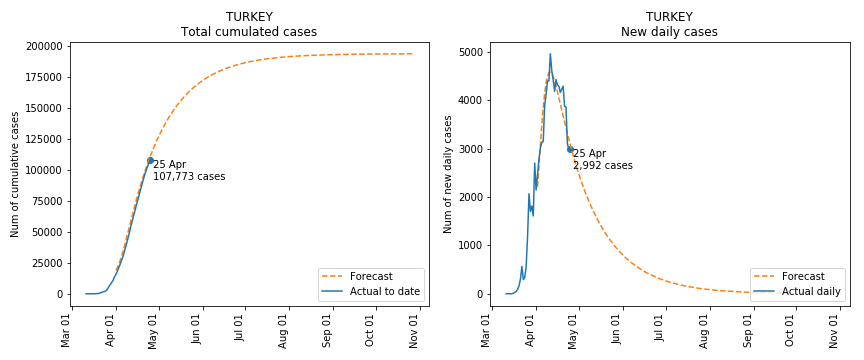 TURKEY
Total cumulated cases
Num of cumulative cases
200000
175000
150000
125000
100000
75000
50000
25000
0
25 Apr
107,773 cases
Forecast
Actual to date
Mar 01
Apr 01
May 01
Jun 01
Jul 01
Aug 01
Sep 01
Oct 01
Nov 01
TURKEY
New daily cases
Num of new daily cases
5000
4000
3000
2000
1000
0
25 Apr
2,992 cases
Forecast
Actual daily
Mar 01
Apr 01
May 01
Jun 01
Jul 01
Aug 01
Sep 01
Oct 01
Nov 01